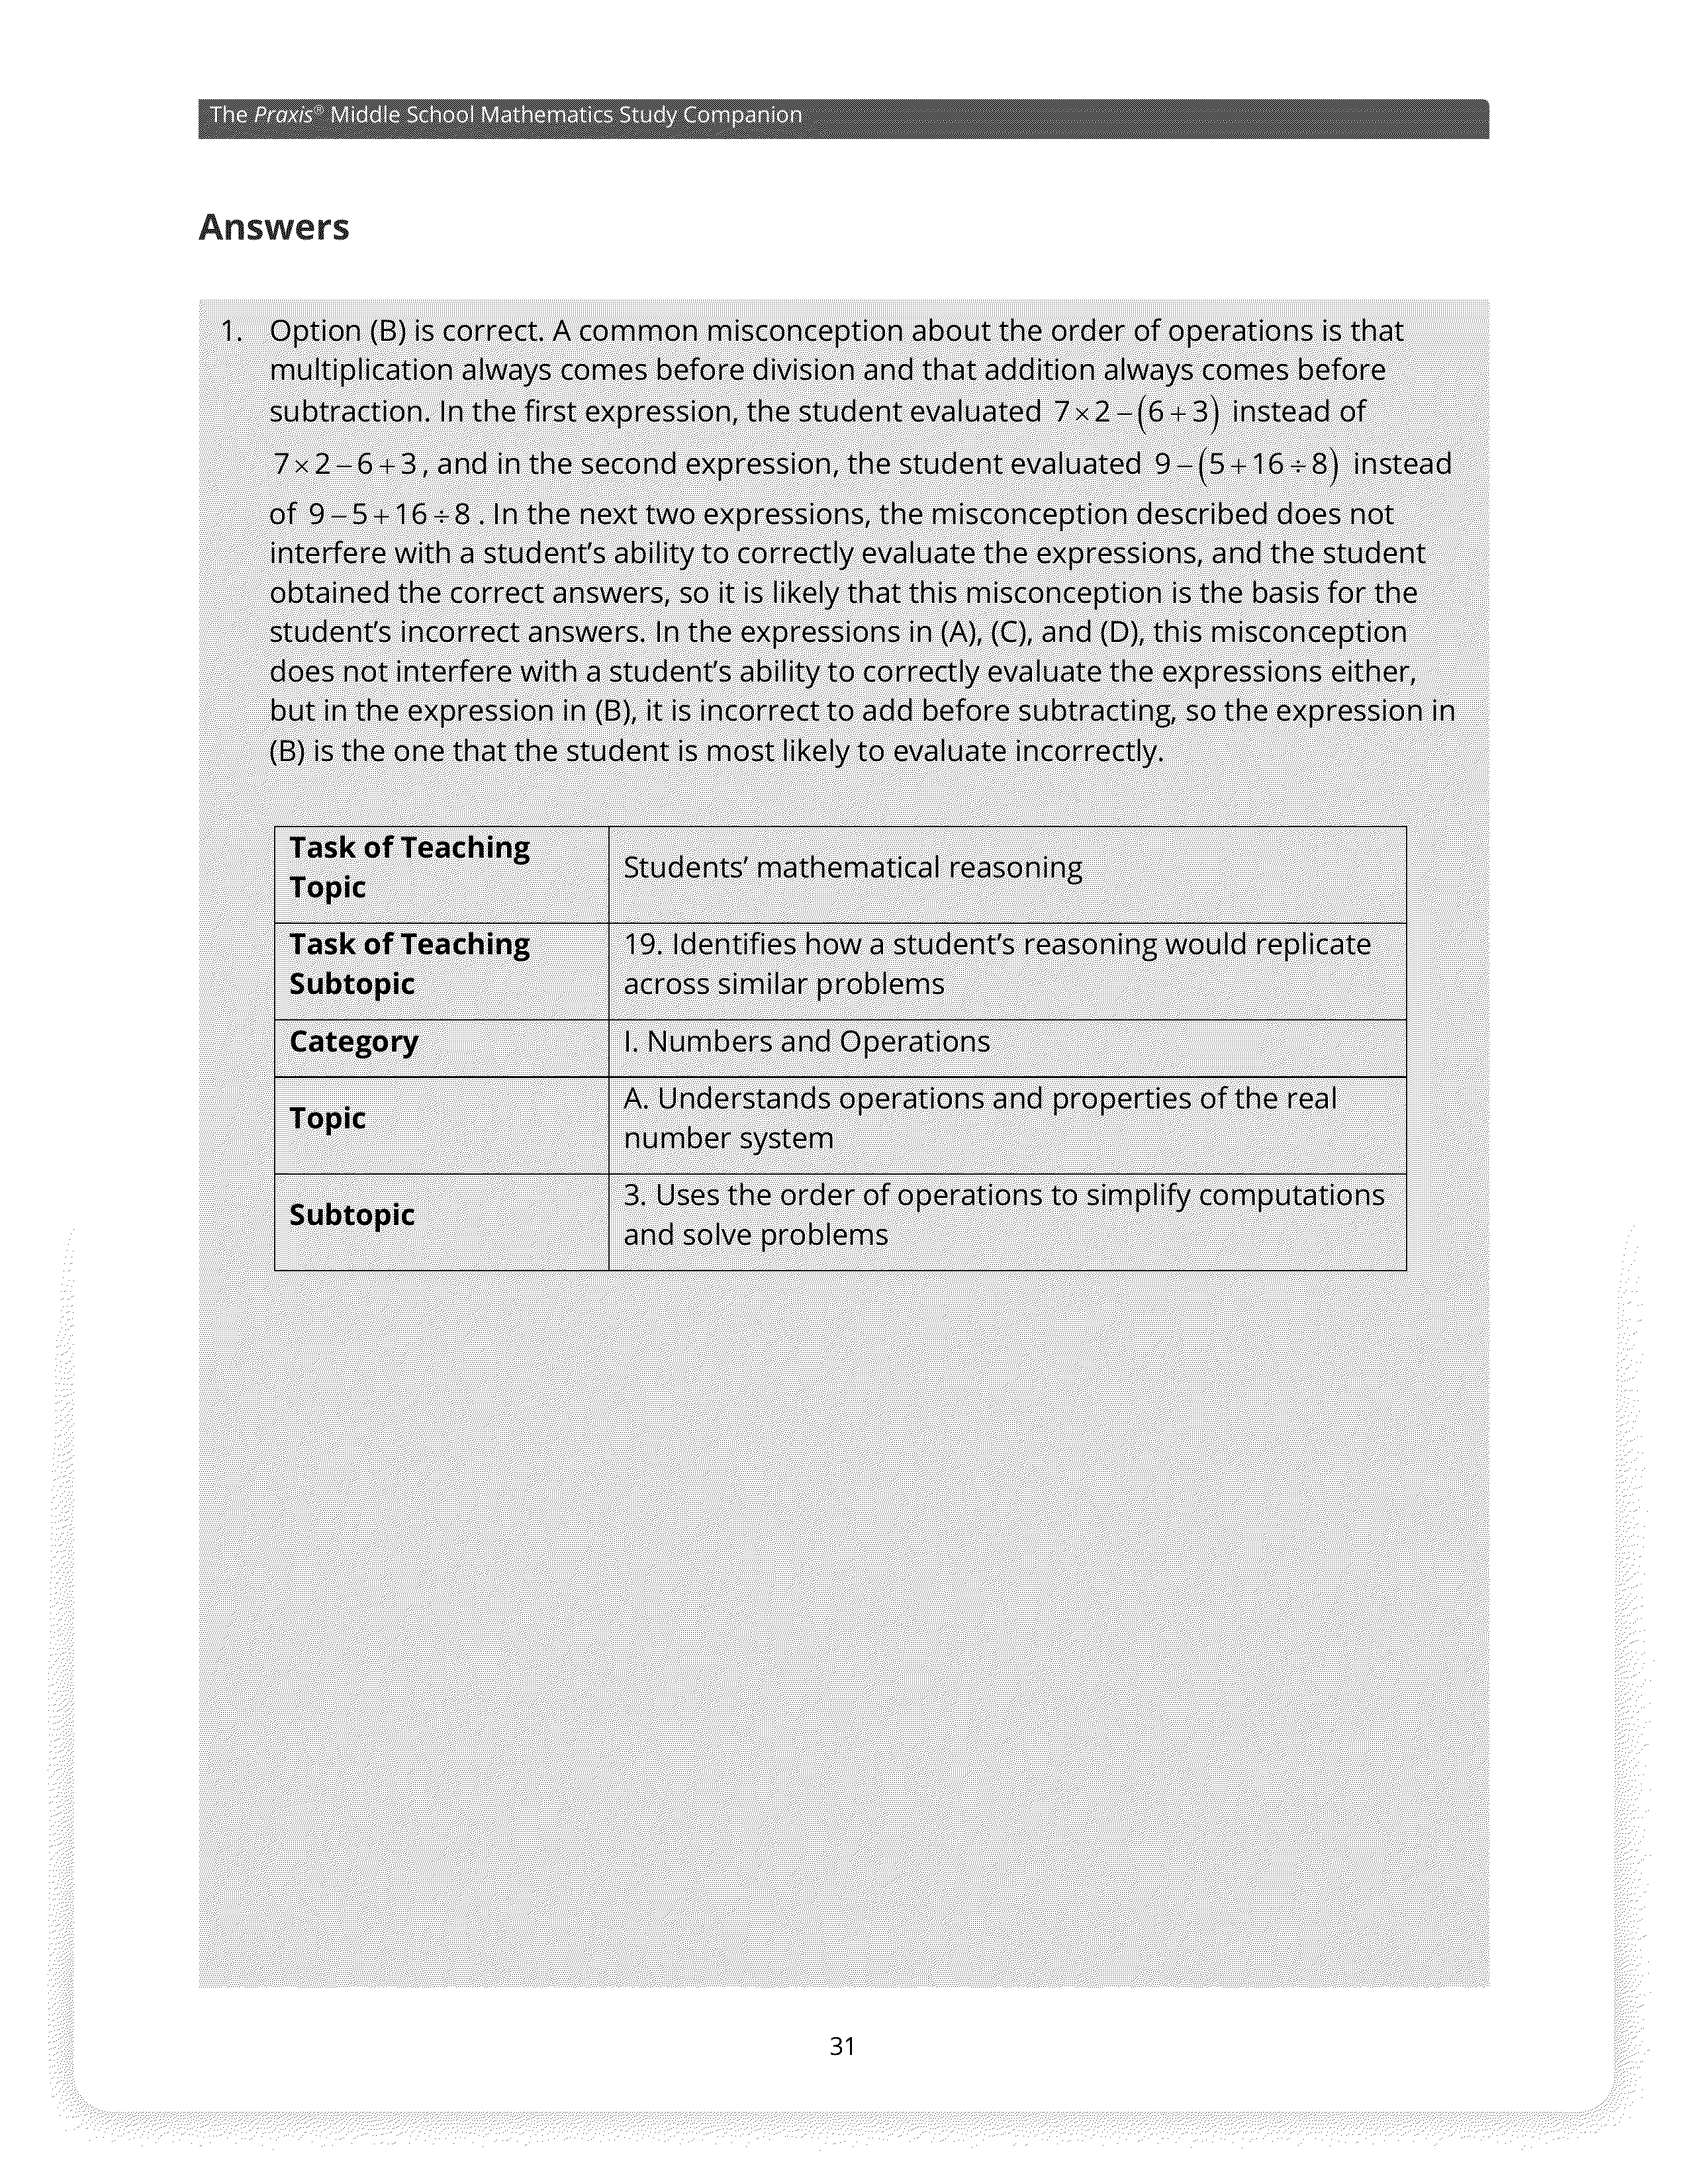 The Praxis® Middle School Mathematics Study Companion
Answers
1. Option (B) is correct. A common misconception about the order of operations is that
multiplication always comes before division and that addition always comes before
subtraction. In the first expression, the student evaluated 7×2−(6+3) instead of
7×2−6+3, and in the second expression, the student evaluated 9−(5+16÷8) instead
of 9−5+16÷8. In the next two expressions, the misconception described does not
interfere with a student’s ability to correctly evaluate the expressions, and the student
obtained the correct answers, so it is likely that this misconception is the basis for the
student’s incorrect answers. In the expressions in (A), (C), and (D), this misconception
does not interfere with a student’s ability to correctly evaluate the expressions either,
but in the expression in (B), it is incorrect to add before subtracting, so the expression in
(B) is the one that the student is most likely to evaluate incorrectly.
Task of Teaching
Topic
Students’ mathematical reasoning
Task of Teaching
Subtopic
19. Identifies how a student’s reasoning would replicate
across similar problems
Category
I. Numbers and Operations
Topic
A. Understands operations and properties of the real
number system
Subtopic
3. Uses the order of operations to simplify computations
and solve problems
31